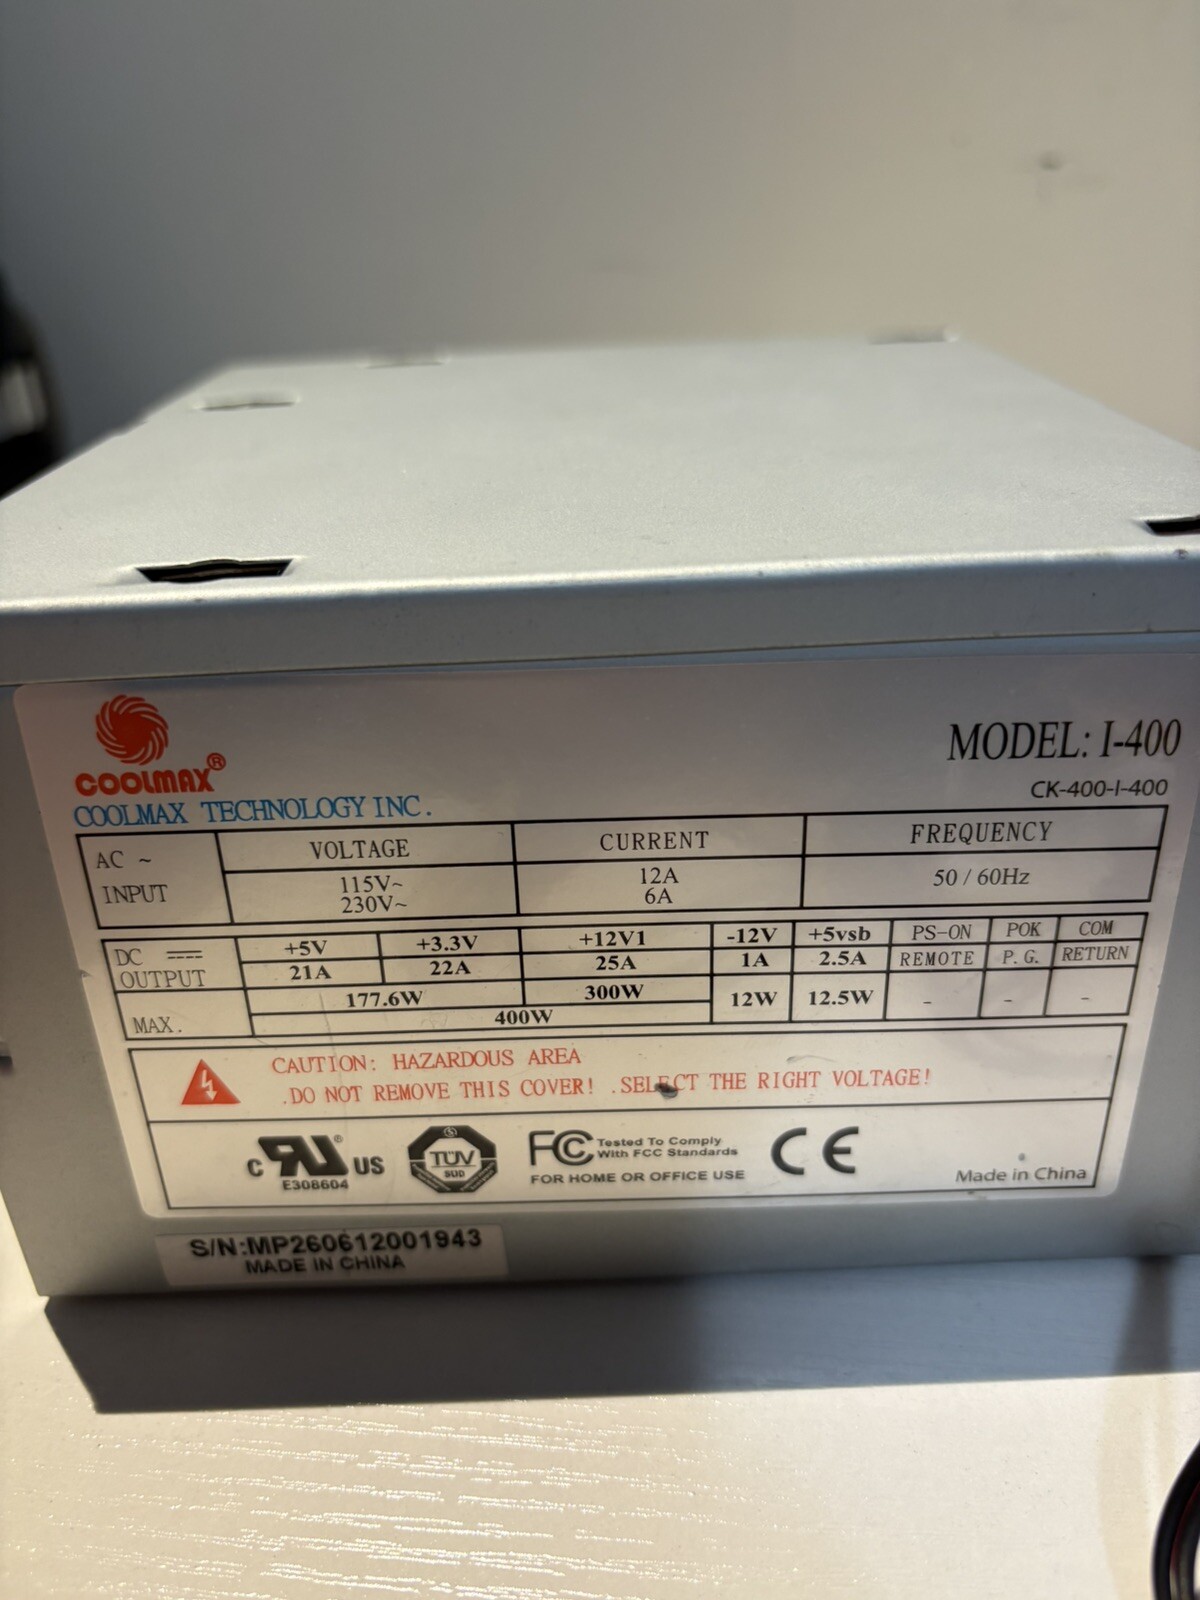 COOLMAX®
COOLMAX TECHNOLOGY INC.
MODEL: I-400
CK-400-I-400
AC ~ INPUT VOLTAGE CURRENT FREQUENCY
115V~ 12A 50 / 60Hz
230V~ 6A
DC OUTPUT +5V +3.3V +12V1 -12V +5vsb PS-ON POK COM
21A 22A 25A 1A 2.5A REMOTE P.G. RETURN
MAX. 177.6W 300W 12W 12.5W - - -
400W
CAUTION: HAZARDOUS AREA
.DO NOT REMOVE THIS COVER! .SELECT THE RIGHT VOLTAGE!
c RU® US
E308604
TÜV
SÜD
FC Tested To Comply
With FCC Standards
FOR HOME OR OFFICE USE
CE
Made in China
S/N:MP260612001943
MADE IN CHINA